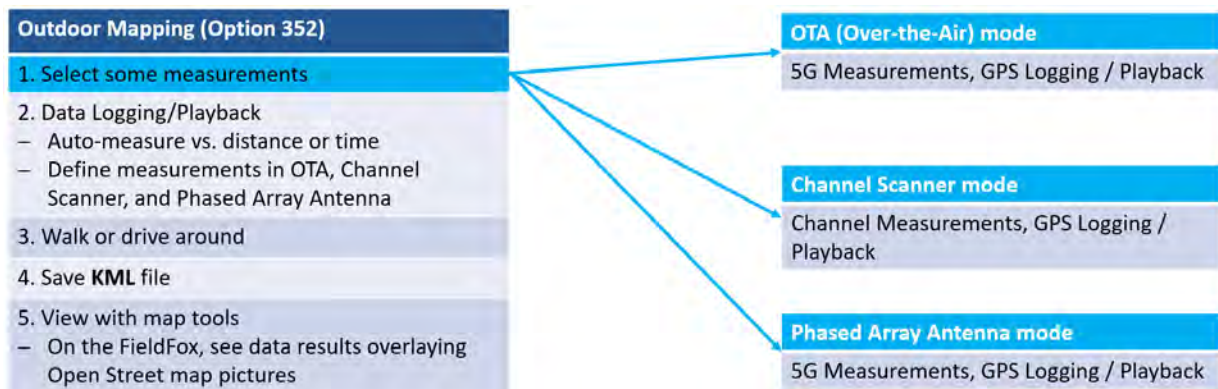 Outdoor Mapping (Option 352)
1. Select some measurements
2. Data Logging/Playback
– Auto-measure vs. distance or time
– Define measurements in OTA, Channel
Scanner, and Phased Array Antenna
3. Walk or drive around
4. Save KML file
5. View with map tools
– On the FieldFox, see data results overlaying
Open Street map pictures
OTA (Over-the-Air) mode
5G Measurements, GPS Logging / Playback
Channel Scanner mode
Channel Measurements, GPS Logging /
Playback
Phased Array Antenna mode
5G Measurements, GPS Logging / Playback